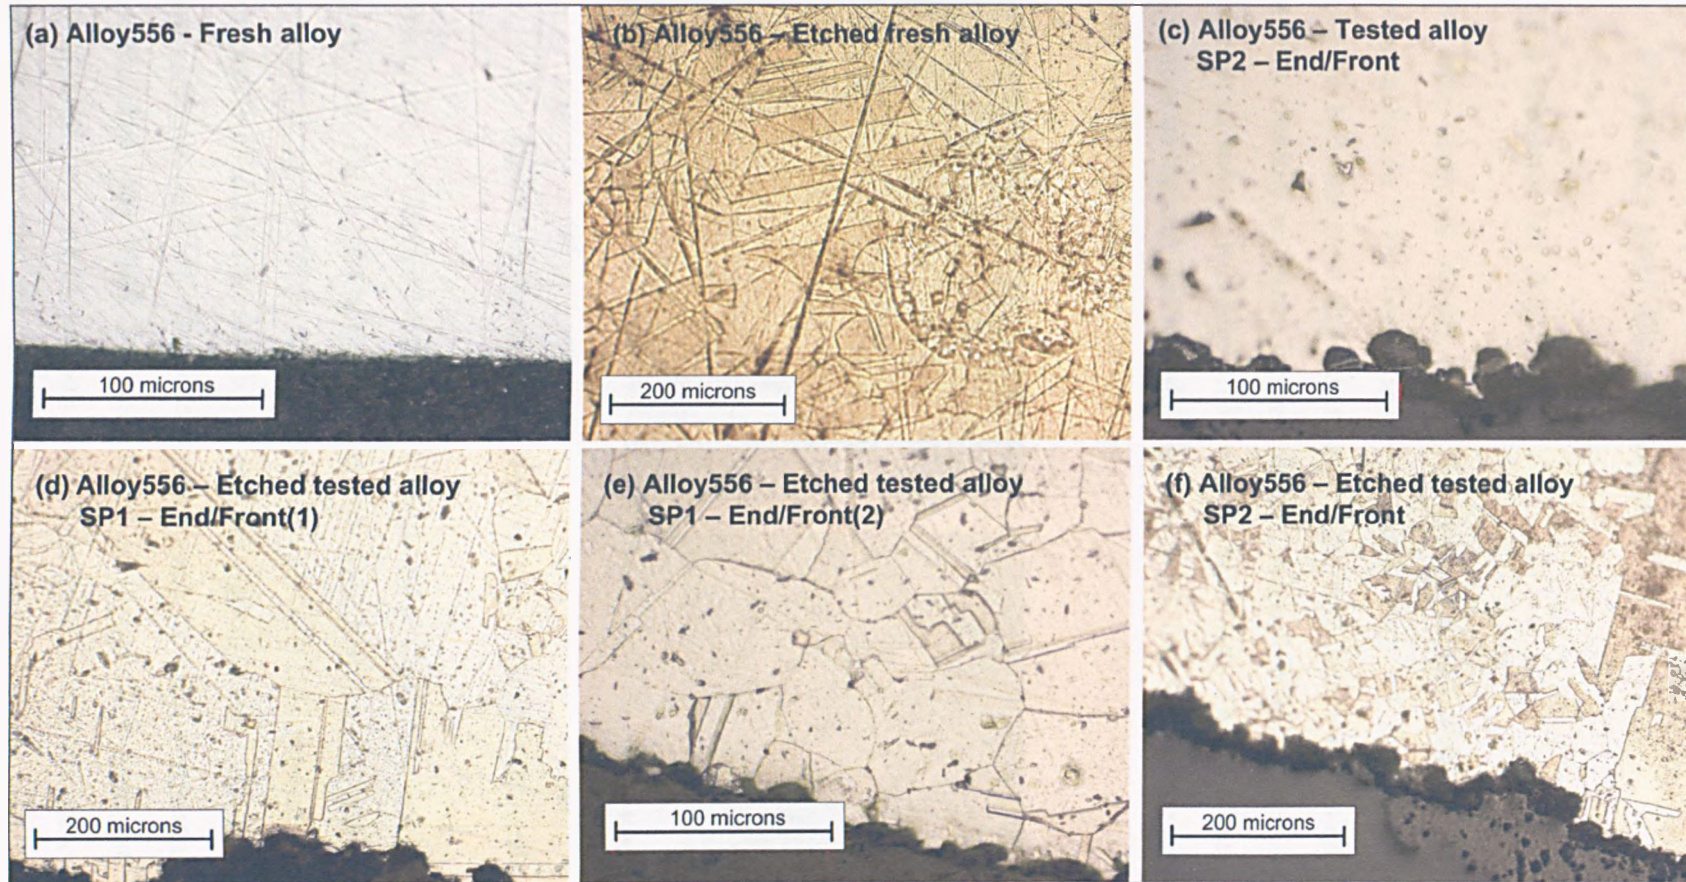 (a) Alloy556 - Fresh alloy
100 microns
(b) Alloy556 – Etched fresh alloy
200 microns
(c) Alloy556 – Tested alloy
SP2 – End/Front
100 microns
(d) Alloy556 – Etched tested alloy
SP1 – End/Front(1)
200 microns
(e) Alloy556 – Etched tested alloy
SP1 – End/Front(2)
100 microns
(f) Alloy556 – Etched tested alloy
SP2 – End/Front
200 microns